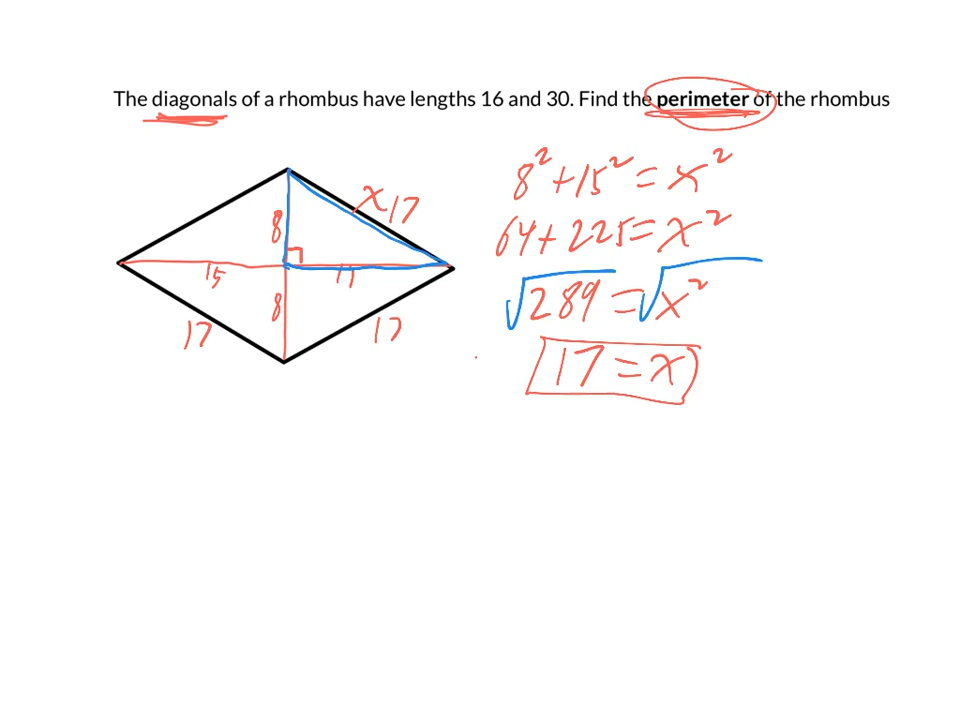 The diagonals of a rhombus have lengths 16 and 30. Find the perimeter of the rhombus
8² + 15² = x²
x 17
8
64 + 225 = x²
15
√289 = √x²
8
17
17
17 = x